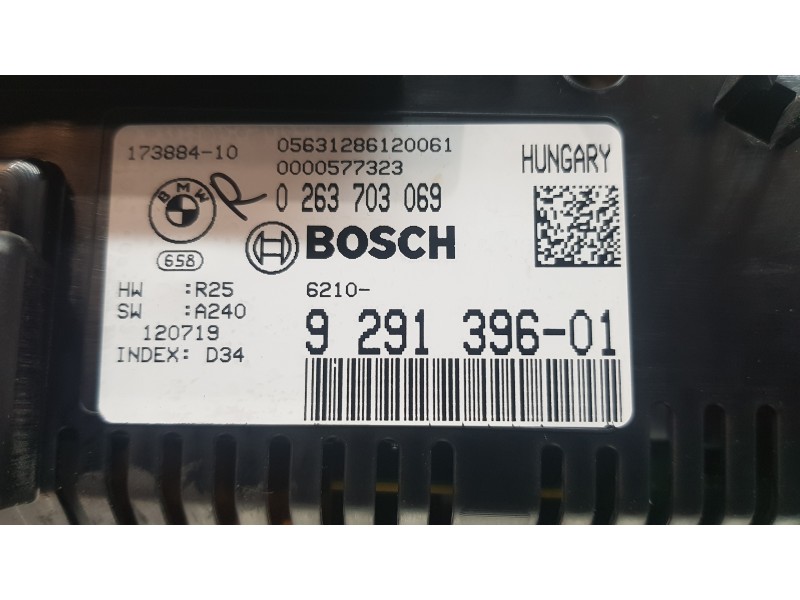 173884-10
05631286120061
0000577323
HUNGARY
BMW
R
0 263 703 069
BOSCH
658
HW :R25
SW :A240
120719
INDEX: D34
6210-
9 291 396-01